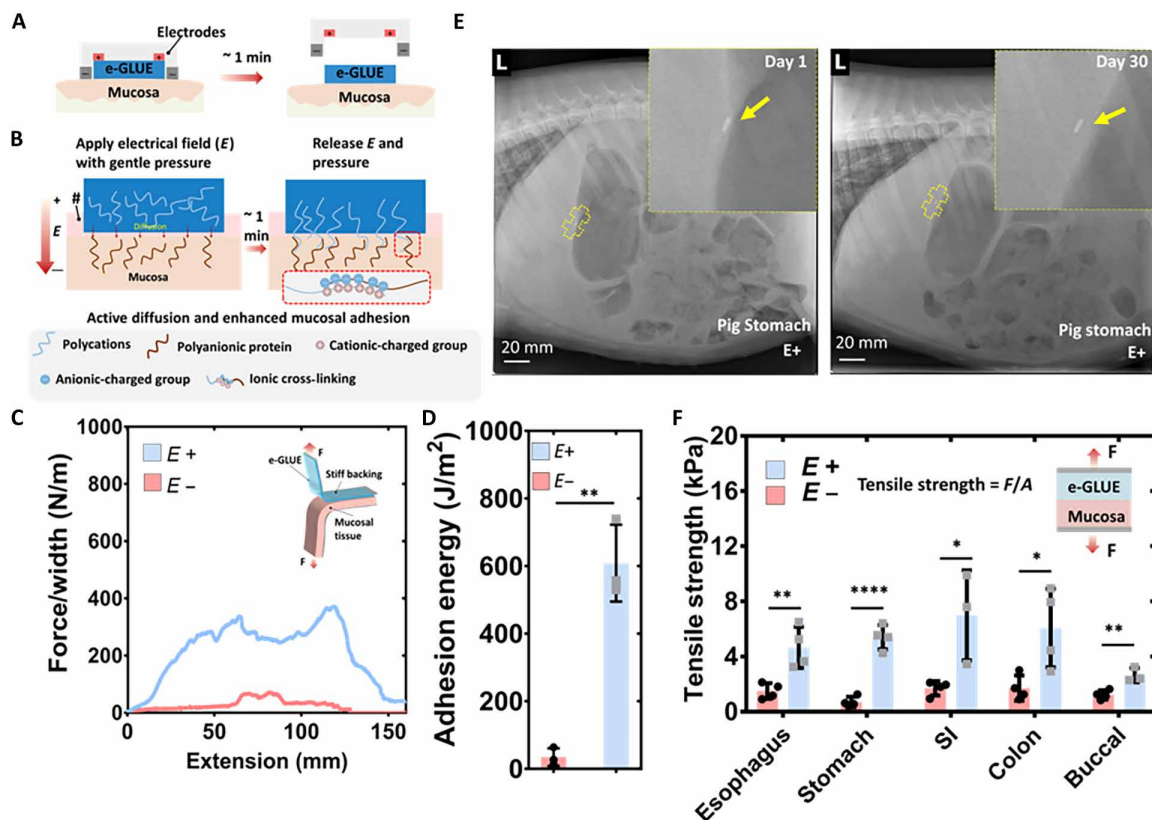 A
Electrodes
+
+
e-GLUE
Mucosa
~ 1 min
+
+
e-GLUE
Mucosa
B
Apply electrical field (E)
with gentle pressure
Release E and
pressure
+
#
E
Diffusion
Mucosa
~ 1
min
Active diffusion and enhanced mucosal adhesion
Polycations
Polyanionic protein
Cationic-charged group
Anionic-charged group
Ionic cross-linking
C
Force/width (N/m)
1000
800
600
400
200
0
E +
E −
F
e-GLUE
Stiff backing
Mucosal
tissue
F
0
50
100
150
Extension (mm)
D
Adhesion energy (J/m²)
1000
800
600
400
200
0
E+
E−
**
E
L
Day 1
20 mm
Pig Stomach
E+
L
Day 30
20 mm
Pig stomach
E+
F
Tensile strength (kPa)
20
16
12
8
4
0
E +
E −
Tensile strength = F/A
F
e-GLUE
Mucosa
F
**
****
*
*
**
Esophagus
Stomach
SI
Colon
Buccal